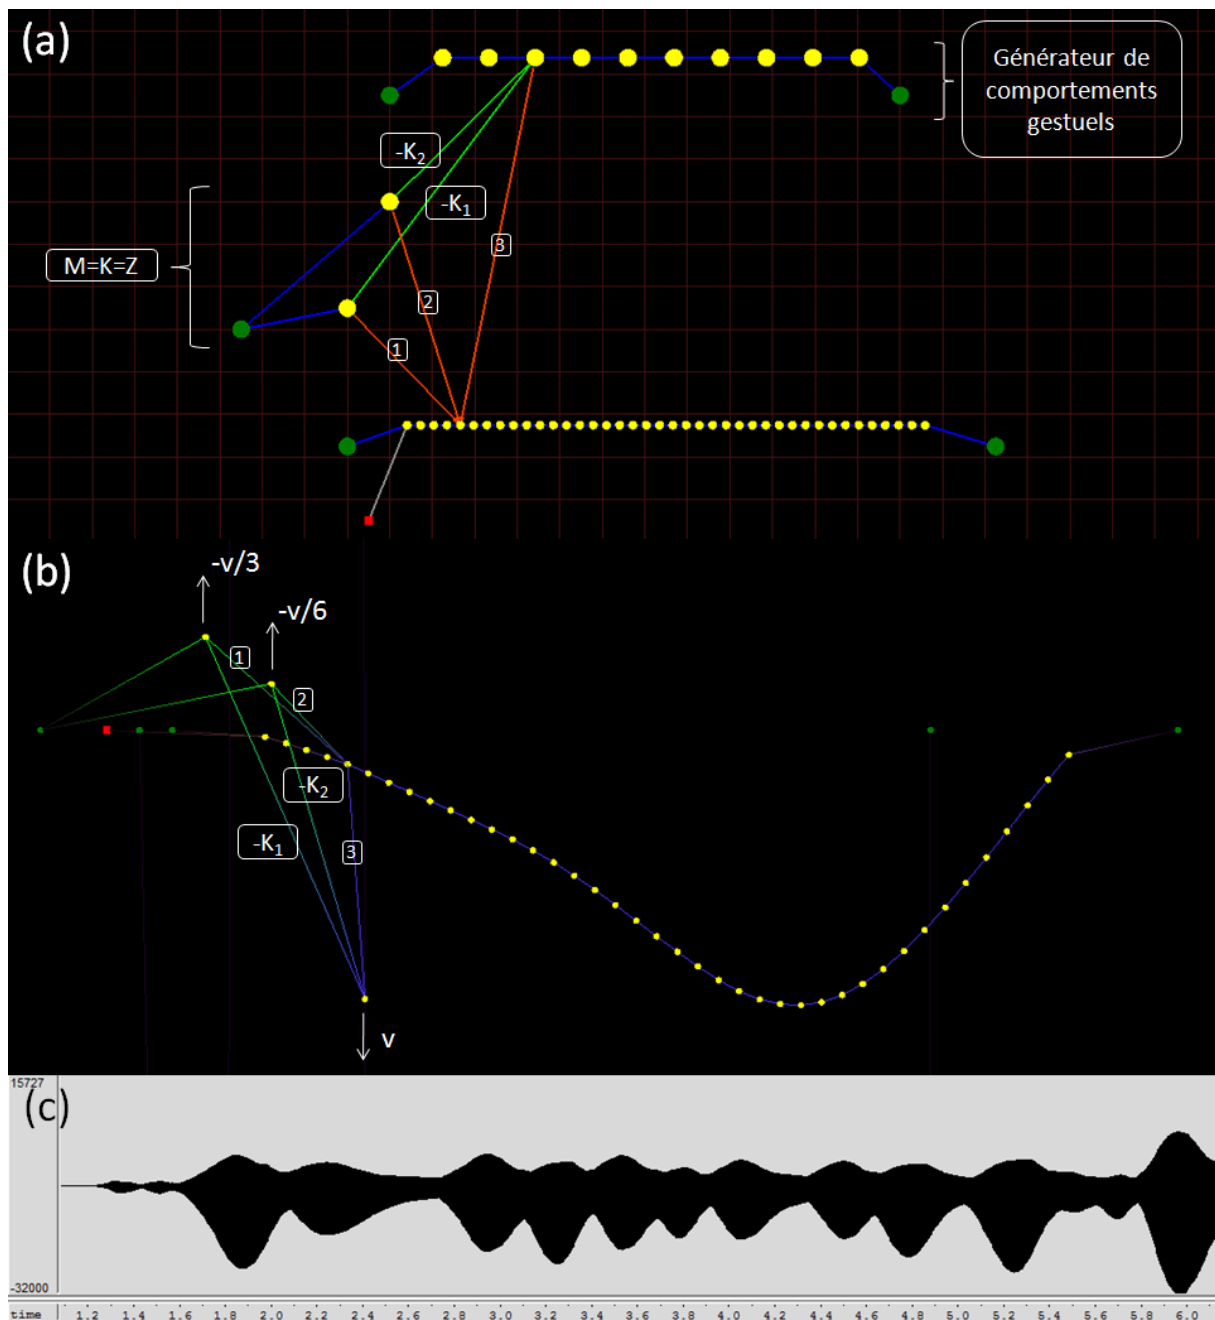 (a)
Générateur de
comportements
gestuels
-K₂
-K₁
3
M=K=Z
2
1
(b)
-v/3
-v/6
1
2
-K₂
-K₁
3
v
15727
(c)
-32000
time 1.2 1.4 1.6 1.8 2.0 2.2 2.4 2.6 2.8 3.0 3.2 3.4 3.6 3.8 4.0 4.2 4.4 4.6 4.8 5.0 5.2 5.4 5.6 5.8 6.0